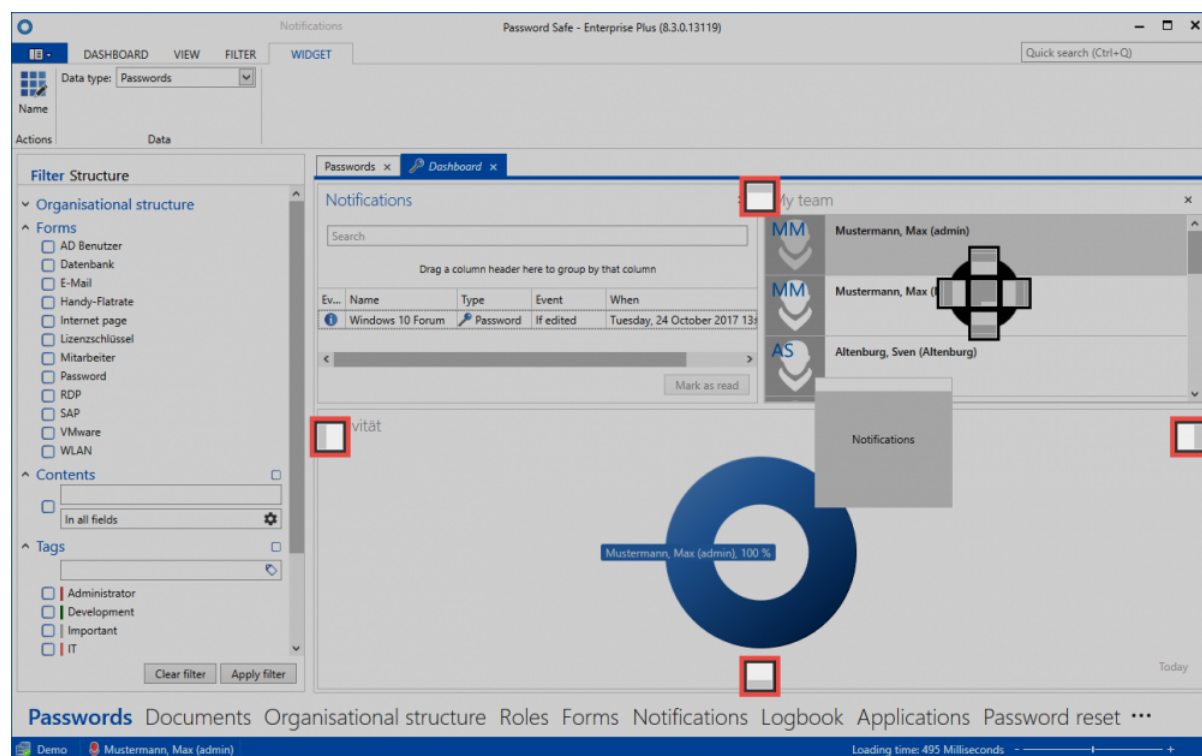 Notifications
Password Safe - Enterprise Plus (8.3.0.13119)
DASHBOARD VIEW FILTER WIDGET
Quick search (Ctrl+Q)
Data type: Passwords
Name
Actions Data
Filter Structure
Organisational structure
Forms
AD Benutzer
Datenbank
E-Mail
Handy-Flatrate
Internet page
Lizenzschlüssel
Mitarbeiter
Password
RDP
SAP
VMware
WLAN
Contents
In all fields
Tags
Administrator
Development
Important
IT
Clear filter Apply filter
Passwords Dashboard
Notifications
Search
Drag a column header here to group by that column
Ev... Name Type Event When
Windows 10 Forum Password If edited Tuesday, 24 October 2017 13:
Mark as read
My team
MM Mustermann, Max (admin)
MM Mustermann, Max (
AS Altenburg, Sven (Altenburg)
Notifications
vität
Mustermann, Max (admin), 100 %
Today
Passwords Documents Organisational structure Roles Forms Notifications Logbook Applications Password reset •••
Demo Mustermann, Max (admin) Loading time: 495 Milliseconds - +